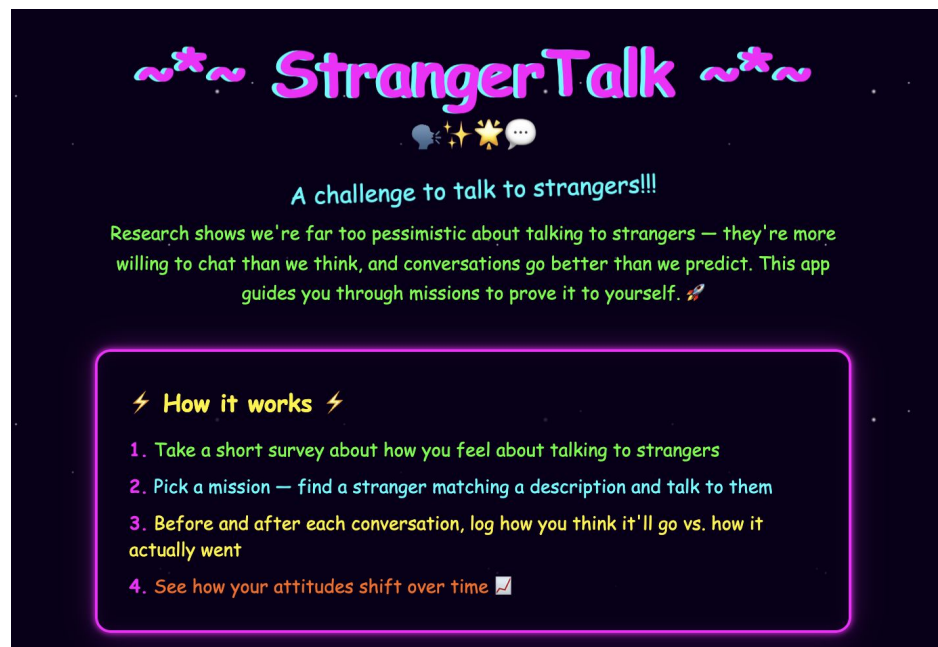 ~*~ StrangerTalk ~*~
🗣️✨🌟💬
A challenge to talk to strangers!!!
Research shows we're far too pessimistic about talking to strangers — they're more
willing to chat than we think, and conversations go better than we predict. This app
guides you through missions to prove it to yourself. 🚀
⚡ How it works ⚡
1. Take a short survey about how you feel about talking to strangers
2. Pick a mission — find a stranger matching a description and talk to them
3. Before and after each conversation, log how you think it'll go vs. how it
actually went
4. See how your attitudes shift over time 📈